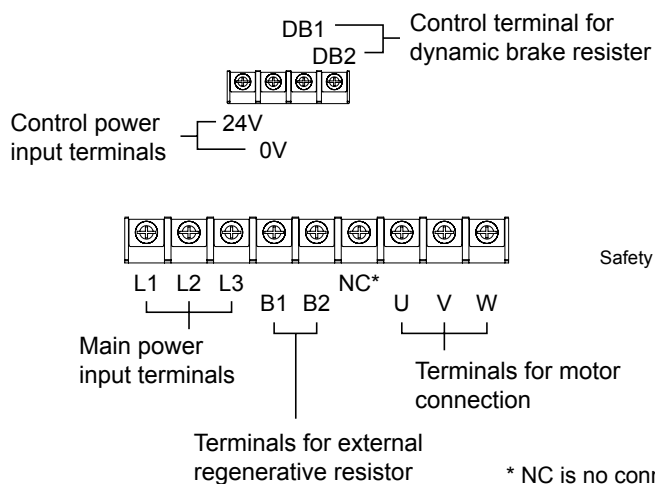 DB1
DB2
Control terminal for
dynamic brake resister
Control power
input terminals
24V
0V
Safety
L1 L2 L3
NC*
B1 B2
U V W
Main power
input terminals
Terminals for motor
connection
Terminals for external
regenerative resistor
* NC is no